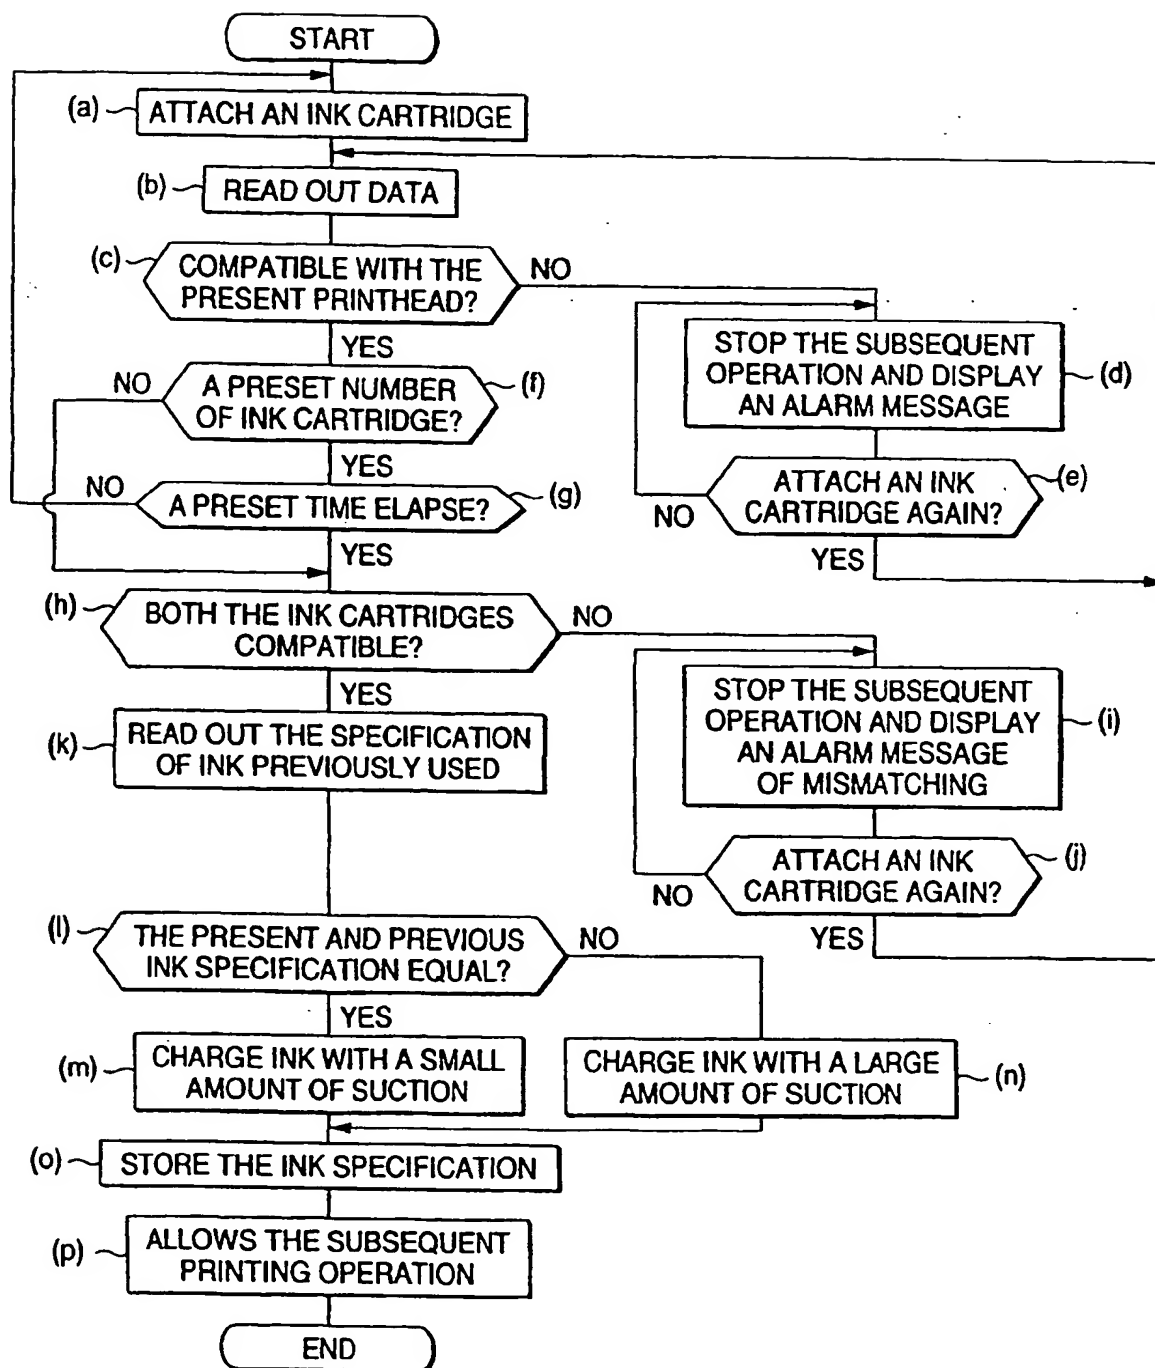 START
(a) ATTACH AN INK CARTRIDGE
(b) READ OUT DATA
(c) COMPATIBLE WITH THE
PRESENT PRINTHEAD?
NO
YES
STOP THE SUBSEQUENT
OPERATION AND DISPLAY
AN ALARM MESSAGE
(d)
NO
A PRESET NUMBER
OF INK CARTRIDGE?
(f)
YES
ATTACH AN INK
CARTRIDGE AGAIN?
(e)
NO
YES
NO
A PRESET TIME ELAPSE?
(g)
YES
(h) BOTH THE INK CARTRIDGES
COMPATIBLE?
NO
YES
STOP THE SUBSEQUENT
OPERATION AND DISPLAY
AN ALARM MESSAGE
OF MISMATCHING
(i)
(k) READ OUT THE SPECIFICATION
OF INK PREVIOUSLY USED
ATTACH AN INK
CARTRIDGE AGAIN?
(j)
NO
YES
(l) THE PRESENT AND PREVIOUS
INK SPECIFICATION EQUAL?
NO
YES
(m) CHARGE INK WITH A SMALL
AMOUNT OF SUCTION
CHARGE INK WITH A LARGE
AMOUNT OF SUCTION
(n)
(o) STORE THE INK SPECIFICATION
(p) ALLOWS THE SUBSEQUENT
PRINTING OPERATION
END